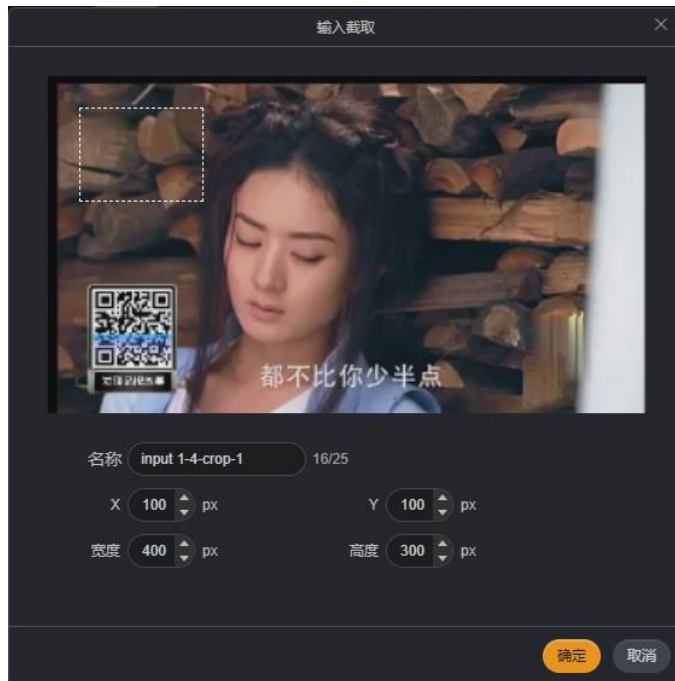 输入截取
都不比你少半点
名称 input 1-4-crop-1 16/25
X 100 px Y 100 px
宽度 400 px 高度 300 px
确定 取消